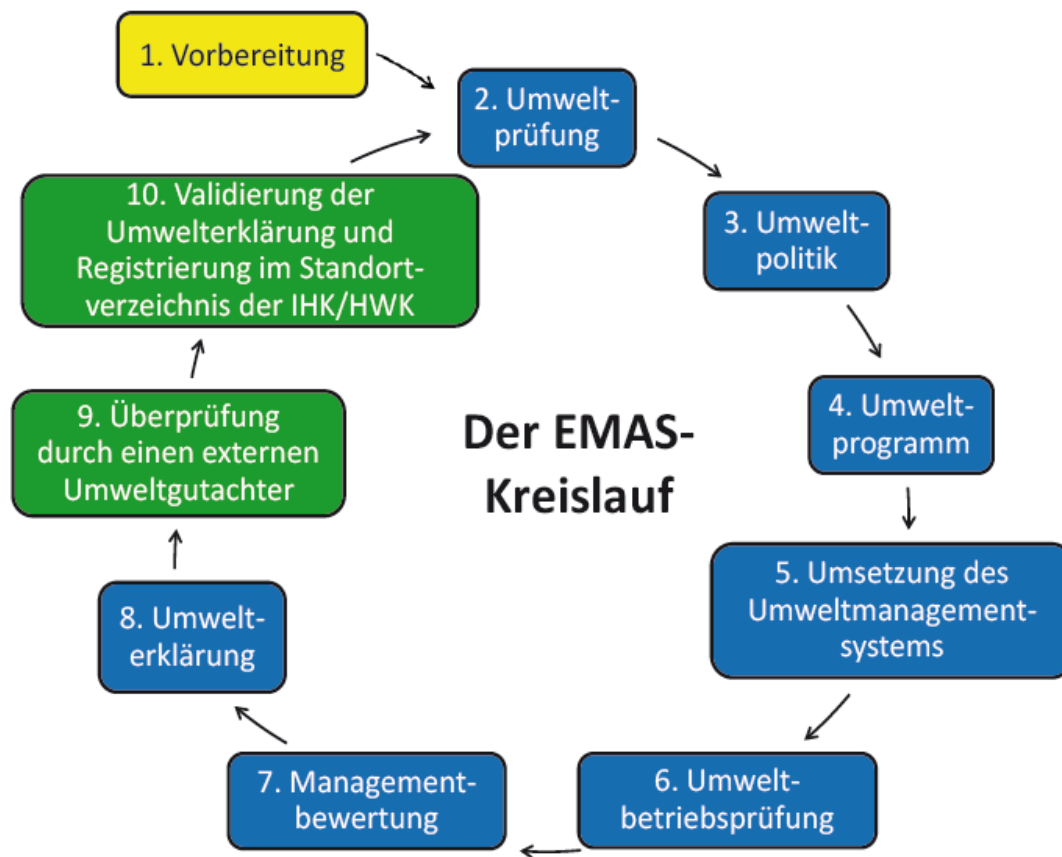 1. Vorbereitung
2. Umwelt-
prüfung
3. Umwelt-
politik
4. Umwelt-
programm
5. Umsetzung des
Umweltmanagement-
systems
6. Umwelt-
betriebsprüfung
7. Management-
bewertung
8. Umwelt-
erklärung
9. Überprüfung
durch einen externen
Umweltgutachter
10. Validierung der
Umwelterklärung und
Registrierung im Standort-
verzeichnis der IHK/HWK
Der EMAS-
Kreislauf